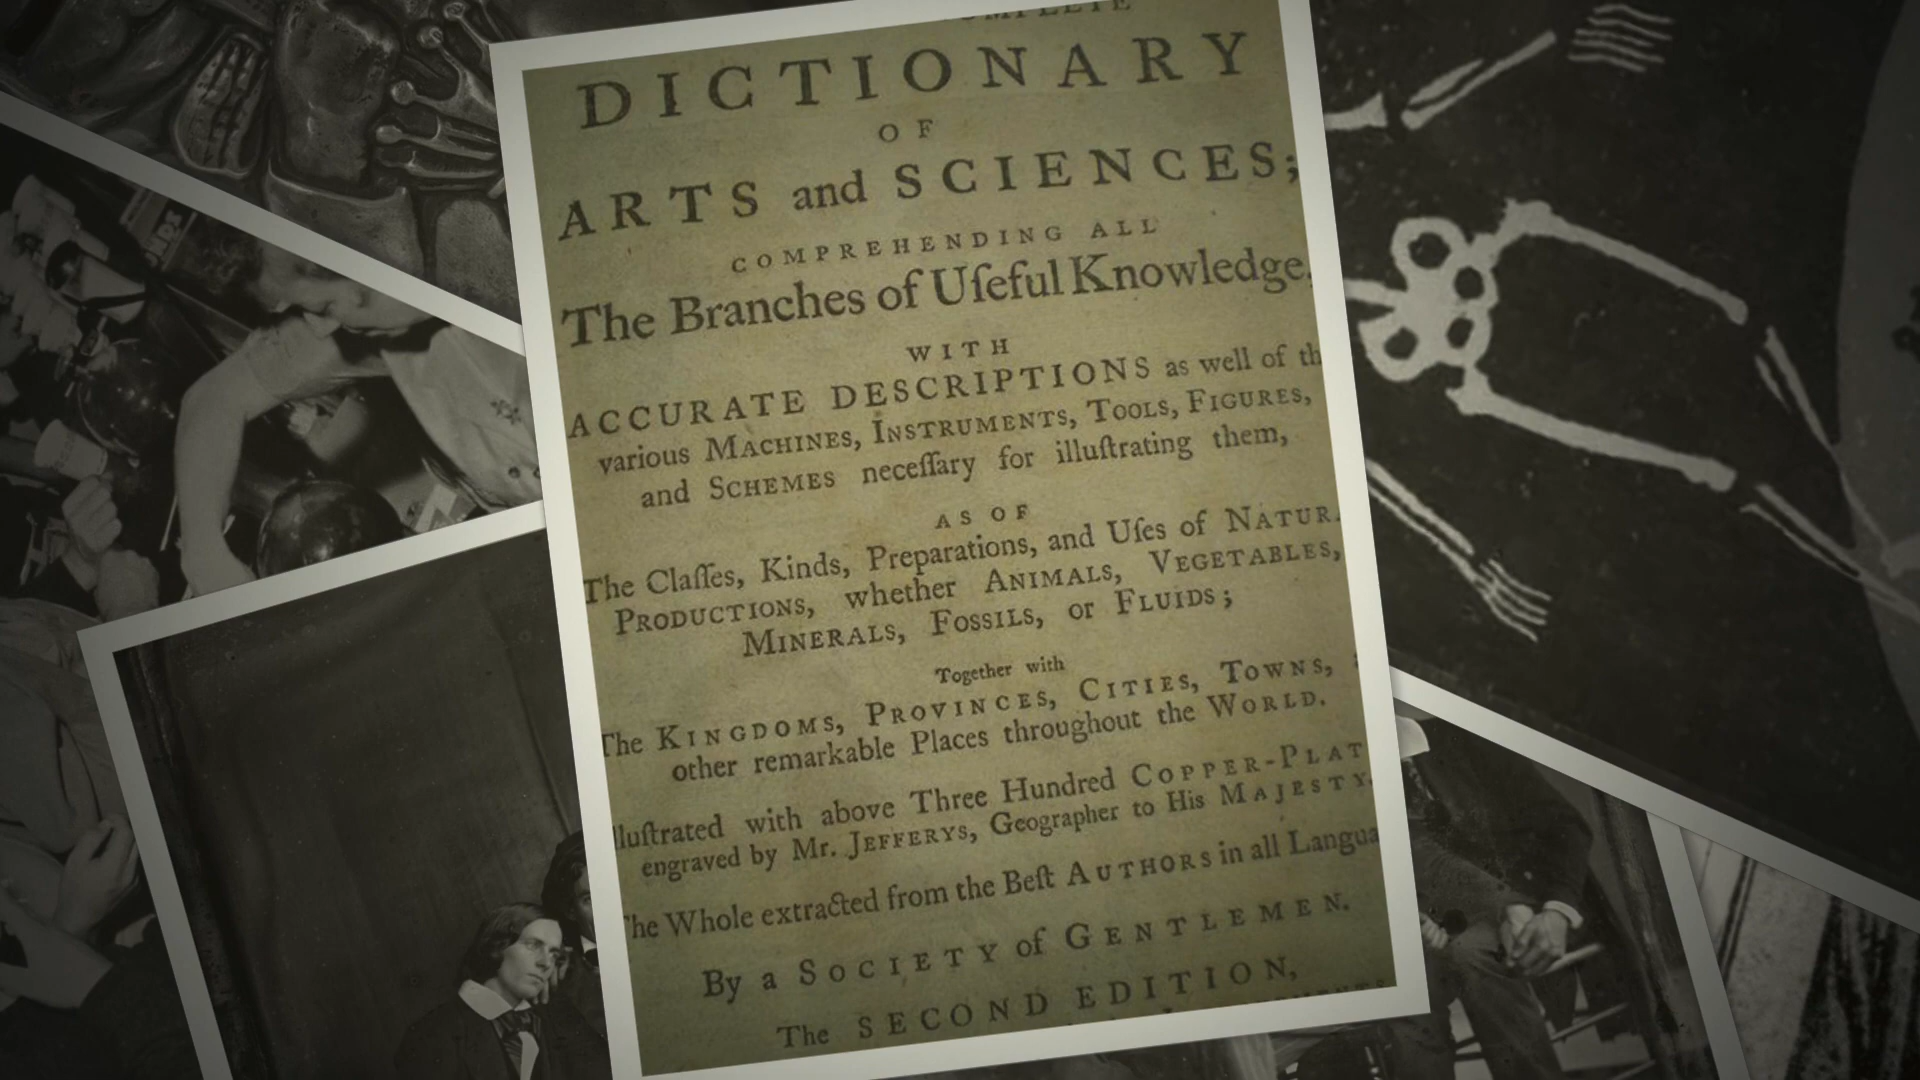 DICTIONARY
OF
ARTS and SCIENCES;
COMPREHENDING ALL
The Branches of Uſeful Knowledge,
WITH
ACCURATE DESCRIPTIONS as well of th
various MACHINES, INSTRUMENTS, TOOLS, FIGURES,
and SCHEMES neceſſary for illuſtrating them,
AS OF
The Claſſes, Kinds, Preparations, and Uſes of NATUR
PRODUCTIONS, whether ANIMALS, VEGETABLES,
MINERALS, FOSSILS, or FLUIDS;
Together with
The KINGDOMS, PROVINCES, CITIES, TOWNS,
other remarkable Places throughout the WORLD.
lluſtrated with above Three Hundred COPPER-PLAT
engraved by Mr. JEFFERYS, Geographer to His MAJESTY.
he Whole extracted from the Beſt AUTHORS in all Langua
By a SOCIETY of GENTLEMEN.
The SECOND EDITION,